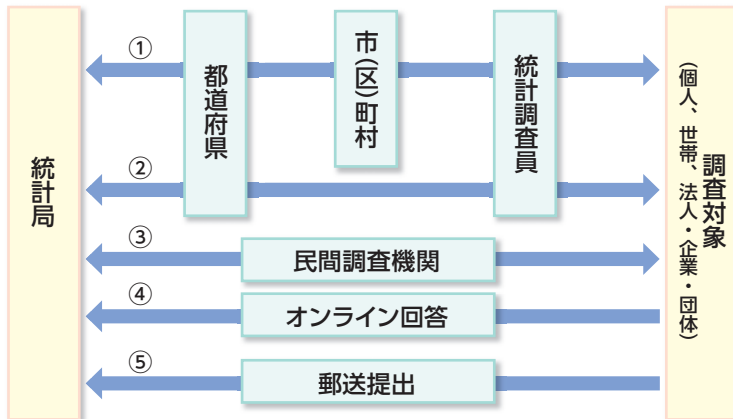 統計局
①
都道府県
市(区)町村
統計調査員
②
③
民間調査機関
④
オンライン回答
⑤
郵送提出
調査対象
(個人、世帯、法人・企業・団体)